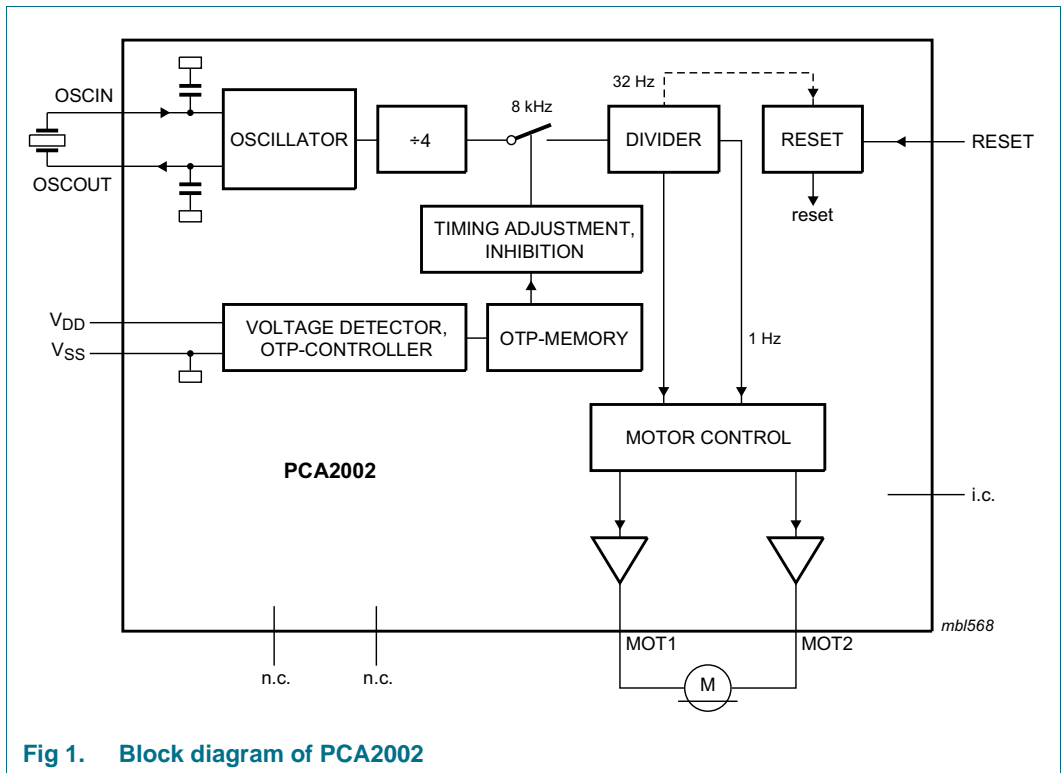 OSCIN
OSCOUT
OSCILLATOR
÷4
8 kHz
32 Hz
DIVIDER
RESET
RESET
reset
TIMING ADJUSTMENT,
INHIBITION
VDD
VSS
VOLTAGE DETECTOR,
OTP-CONTROLLER
OTP-MEMORY
1 Hz
MOTOR CONTROL
PCA2002
i.c.
n.c.
n.c.
MOT1
MOT2
M
mbl568
Fig 1. Block diagram of PCA2002